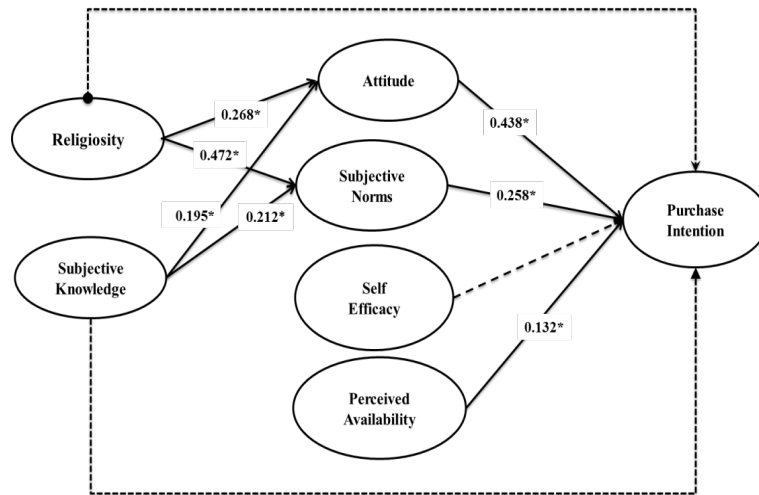 Attitude
0.268*
0.438*
Religiosity
0.472*
Subjective
Norms
0.258*
0.195*
0.212*
Purchase
Intention
Subjective
Knowledge
Self
Efficacy
0.132*
Perceived
Availability